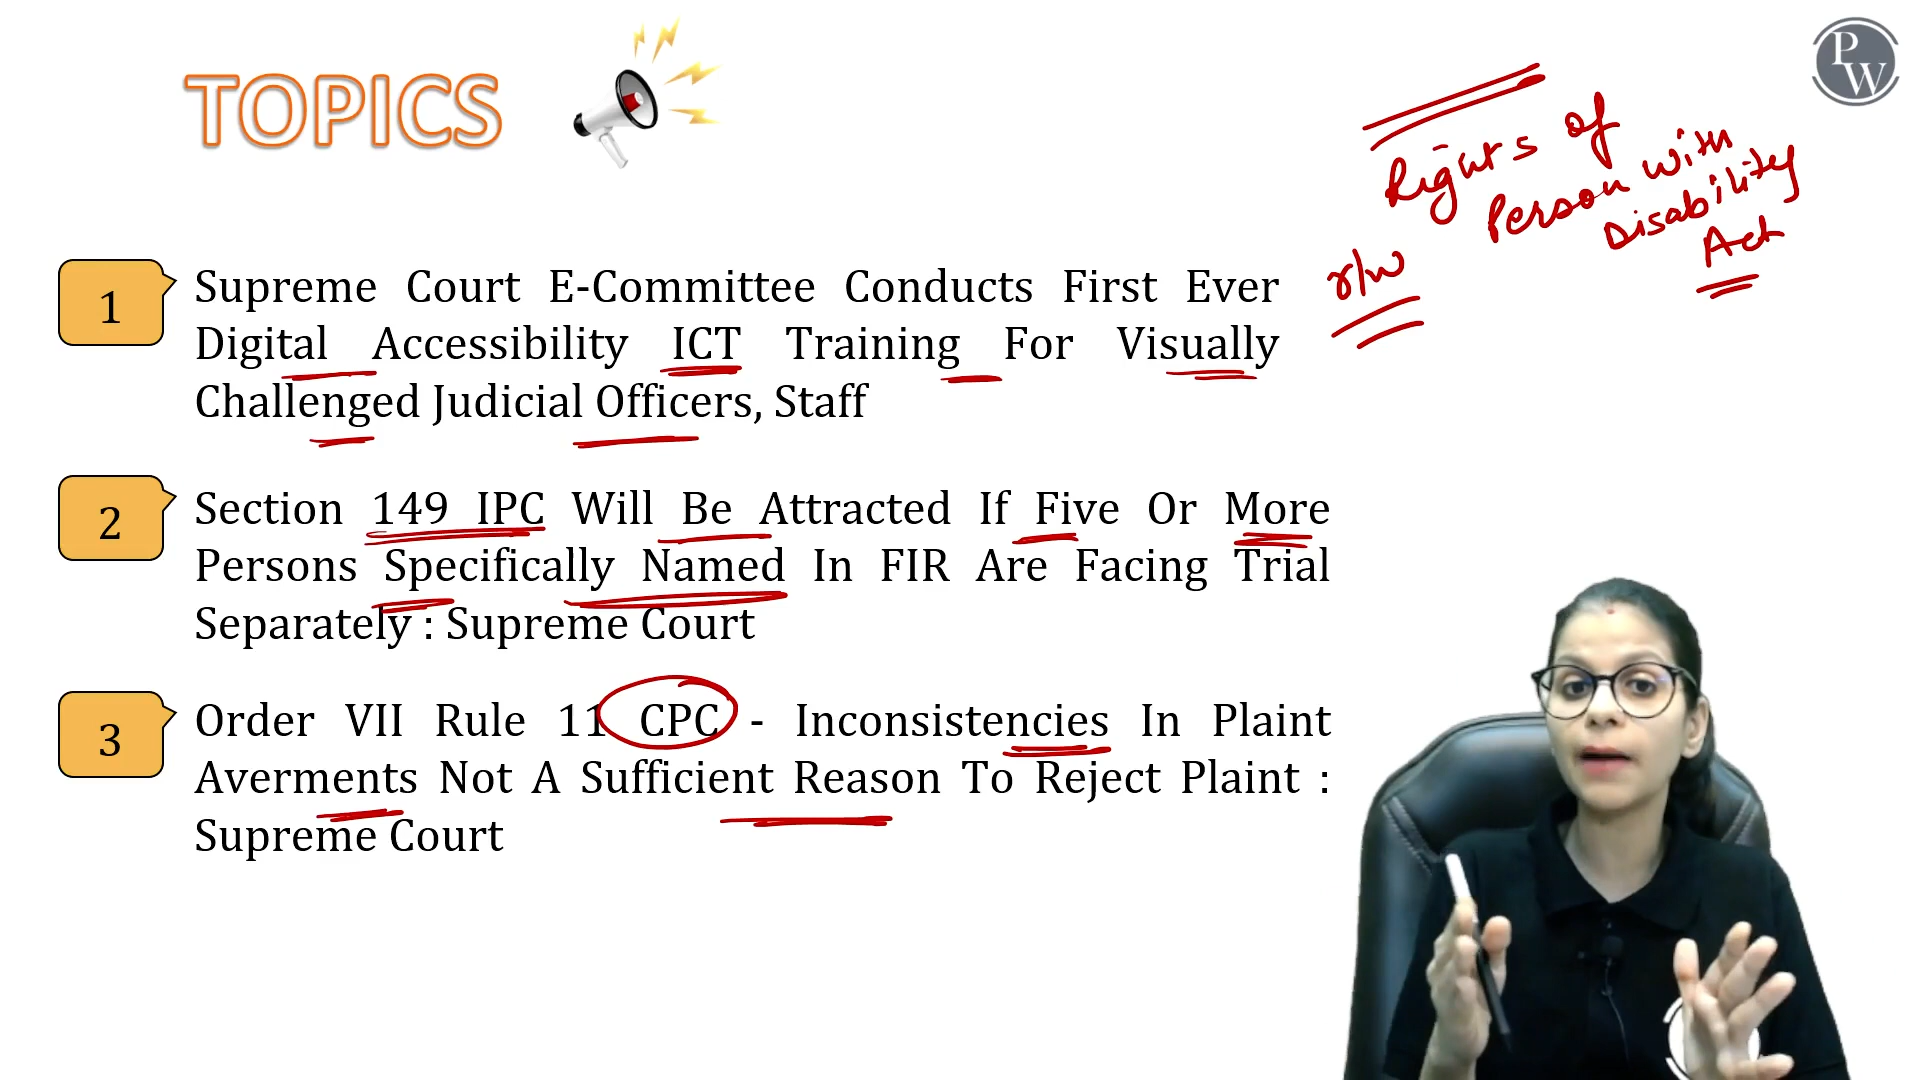 TOPICS
PW
Rights of
Person with
Disability
Act
r/w
1
Supreme Court E-Committee Conducts First Ever
Digital Accessibility ICT Training For Visually
Challenged Judicial Officers, Staff
2
Section 149 IPC Will Be Attracted If Five Or More
Persons Specifically Named In FIR Are Facing Trial
Separately : Supreme Court
3
Order VII Rule 11 CPC - Inconsistencies In Plaint
Averments Not A Sufficient Reason To Reject Plaint :
Supreme Court